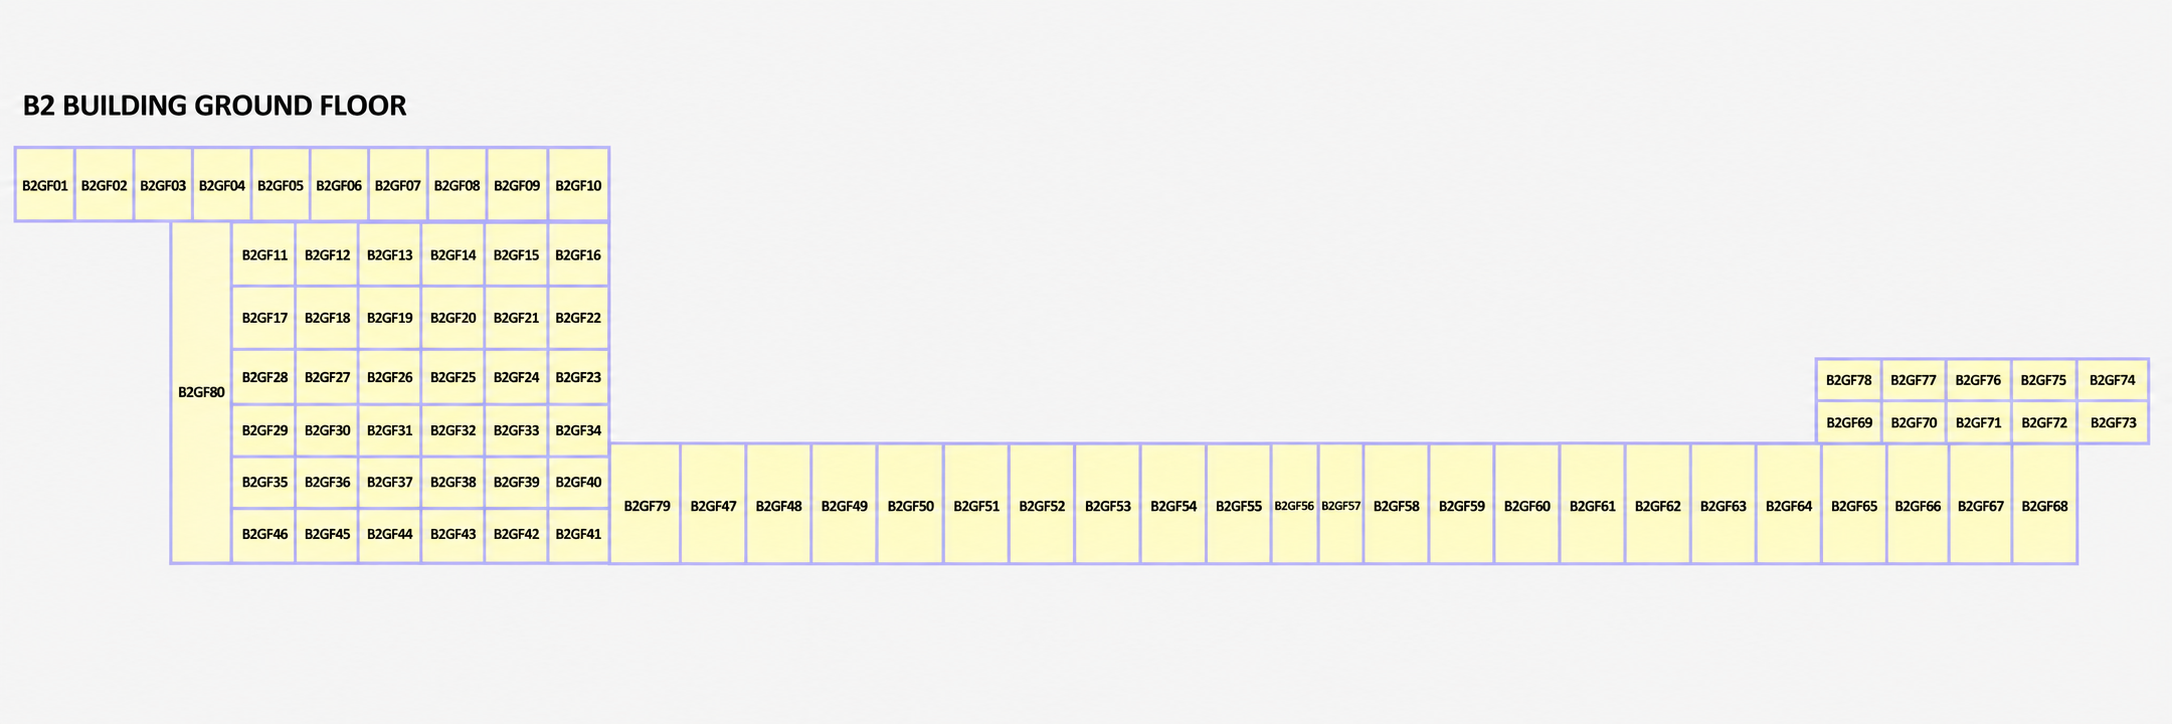 B2 BUILDING GROUND FLOOR
B2GF01 B2GF02 B2GF03 B2GF04 B2GF05 B2GF06 B2GF07 B2GF08 B2GF09 B2GF10
B2GF11 B2GF12 B2GF13 B2GF14 B2GF15 B2GF16
B2GF17 B2GF18 B2GF19 B2GF20 B2GF21 B2GF22
B2GF28 B2GF27 B2GF26 B2GF25 B2GF24 B2GF23
B2GF78 B2GF77 B2GF76 B2GF75 B2GF74
B2GF80
B2GF69 B2GF70 B2GF71 B2GF72 B2GF73
B2GF29 B2GF30 B2GF31 B2GF32 B2GF33 B2GF34
B2GF35 B2GF36 B2GF37 B2GF38 B2GF39 B2GF40
B2GF79 B2GF47 B2GF48 B2GF49 B2GF50 B2GF51 B2GF52 B2GF53 B2GF54 B2GF55 B2GF56 B2GF57 B2GF58 B2GF59 B2GF60 B2GF61 B2GF62 B2GF63 B2GF64 B2GF65 B2GF66 B2GF67 B2GF68
B2GF46 B2GF45 B2GF44 B2GF43 B2GF42 B2GF41